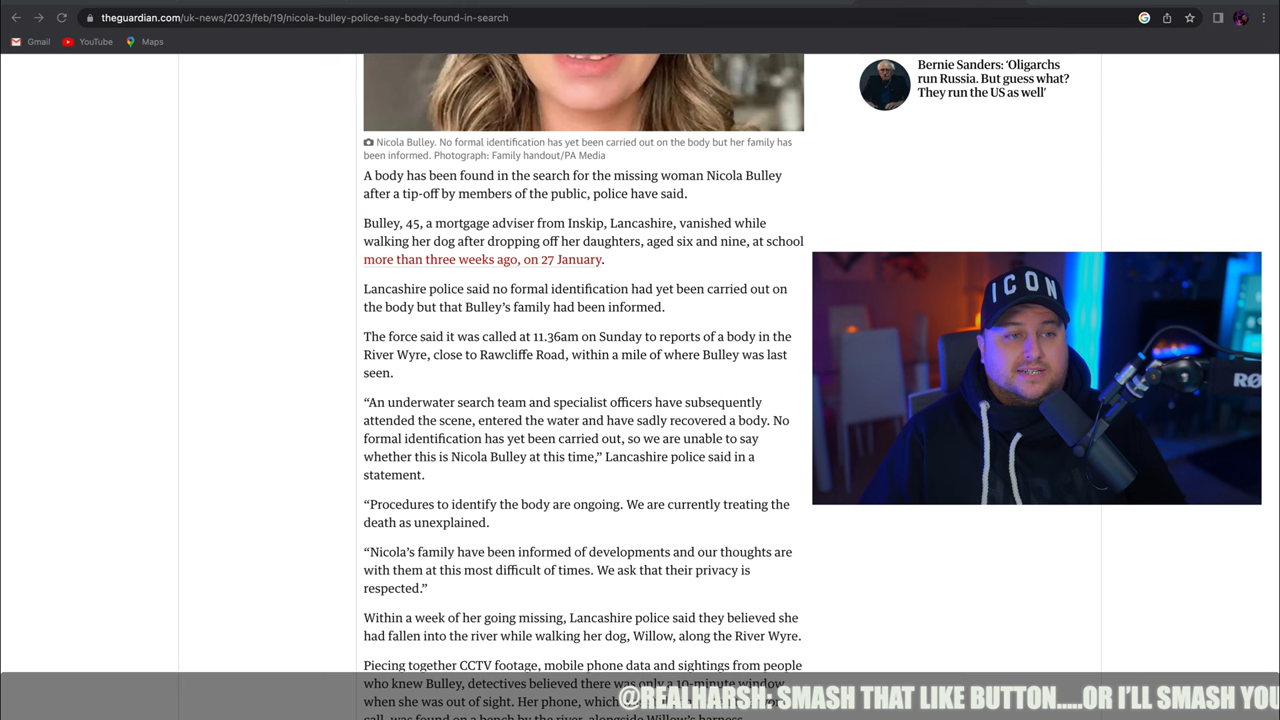 theguardian.com/uk-news/2023/feb/19/nicola-bulley-police-say-body-found-in-search
Gmail
YouTube
Maps
Bernie Sanders: ‘Oligarchs
run Russia. But guess what?
They run the US as well’
Nicola Bulley. No formal identification has yet been carried out on the body but her family has
been informed. Photograph: Family handout/PA Media
A body has been found in the search for the missing woman Nicola Bulley
after a tip-off by members of the public, police have said.
Bulley, 45, a mortgage adviser from Inskip, Lancashire, vanished while
walking her dog after dropping off her daughters, aged six and nine, at school
more than three weeks ago, on 27 January.
Lancashire police said no formal identification had yet been carried out on
the body but that Bulley’s family had been informed.
The force said it was called at 11.36am on Sunday to reports of a body in the
River Wyre, close to Rawcliffe Road, within a mile of where Bulley was last
seen.
“An underwater search team and specialist officers have subsequently
attended the scene, entered the water and have sadly recovered a body. No
formal identification has yet been carried out, so we are unable to say
whether this is Nicola Bulley at this time,” Lancashire police said in a
statement.
“Procedures to identify the body are ongoing. We are currently treating the
death as unexplained.
“Nicola’s family have been informed of developments and our thoughts are
with them at this most difficult of times. We ask that their privacy is
respected.”
Within a week of her going missing, Lancashire police said they believed she
had fallen into the river while walking her dog, Willow, along the River Wyre.
Piecing together CCTV footage, mobile phone data and sightings from people
who knew Bulley, detectives believed there was only a 10-minute window
when she was out of sight. Her phone, which
call, was found on a bench by the river, alongside Willow’s harness.
ICON
RØ
@REALHARSH: SMASH THAT LIKE BUTTON.....OR I’LL SMASH YOU